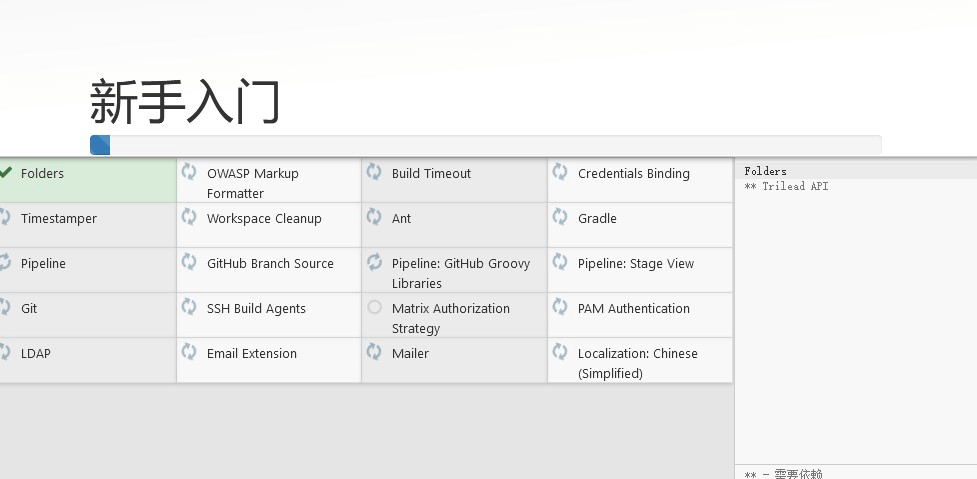 新手入门
Folders
OWASP Markup
Formatter
Build Timeout
Credentials Binding
Timestamper
Workspace Cleanup
Ant
Gradle
Pipeline
GitHub Branch Source
Pipeline: GitHub Groovy
Libraries
Pipeline: Stage View
Git
SSH Build Agents
Matrix Authorization
Strategy
PAM Authentication
LDAP
Email Extension
Mailer
Localization: Chinese
(Simplified)
Folders
** Trilead API
** - 需要依赖